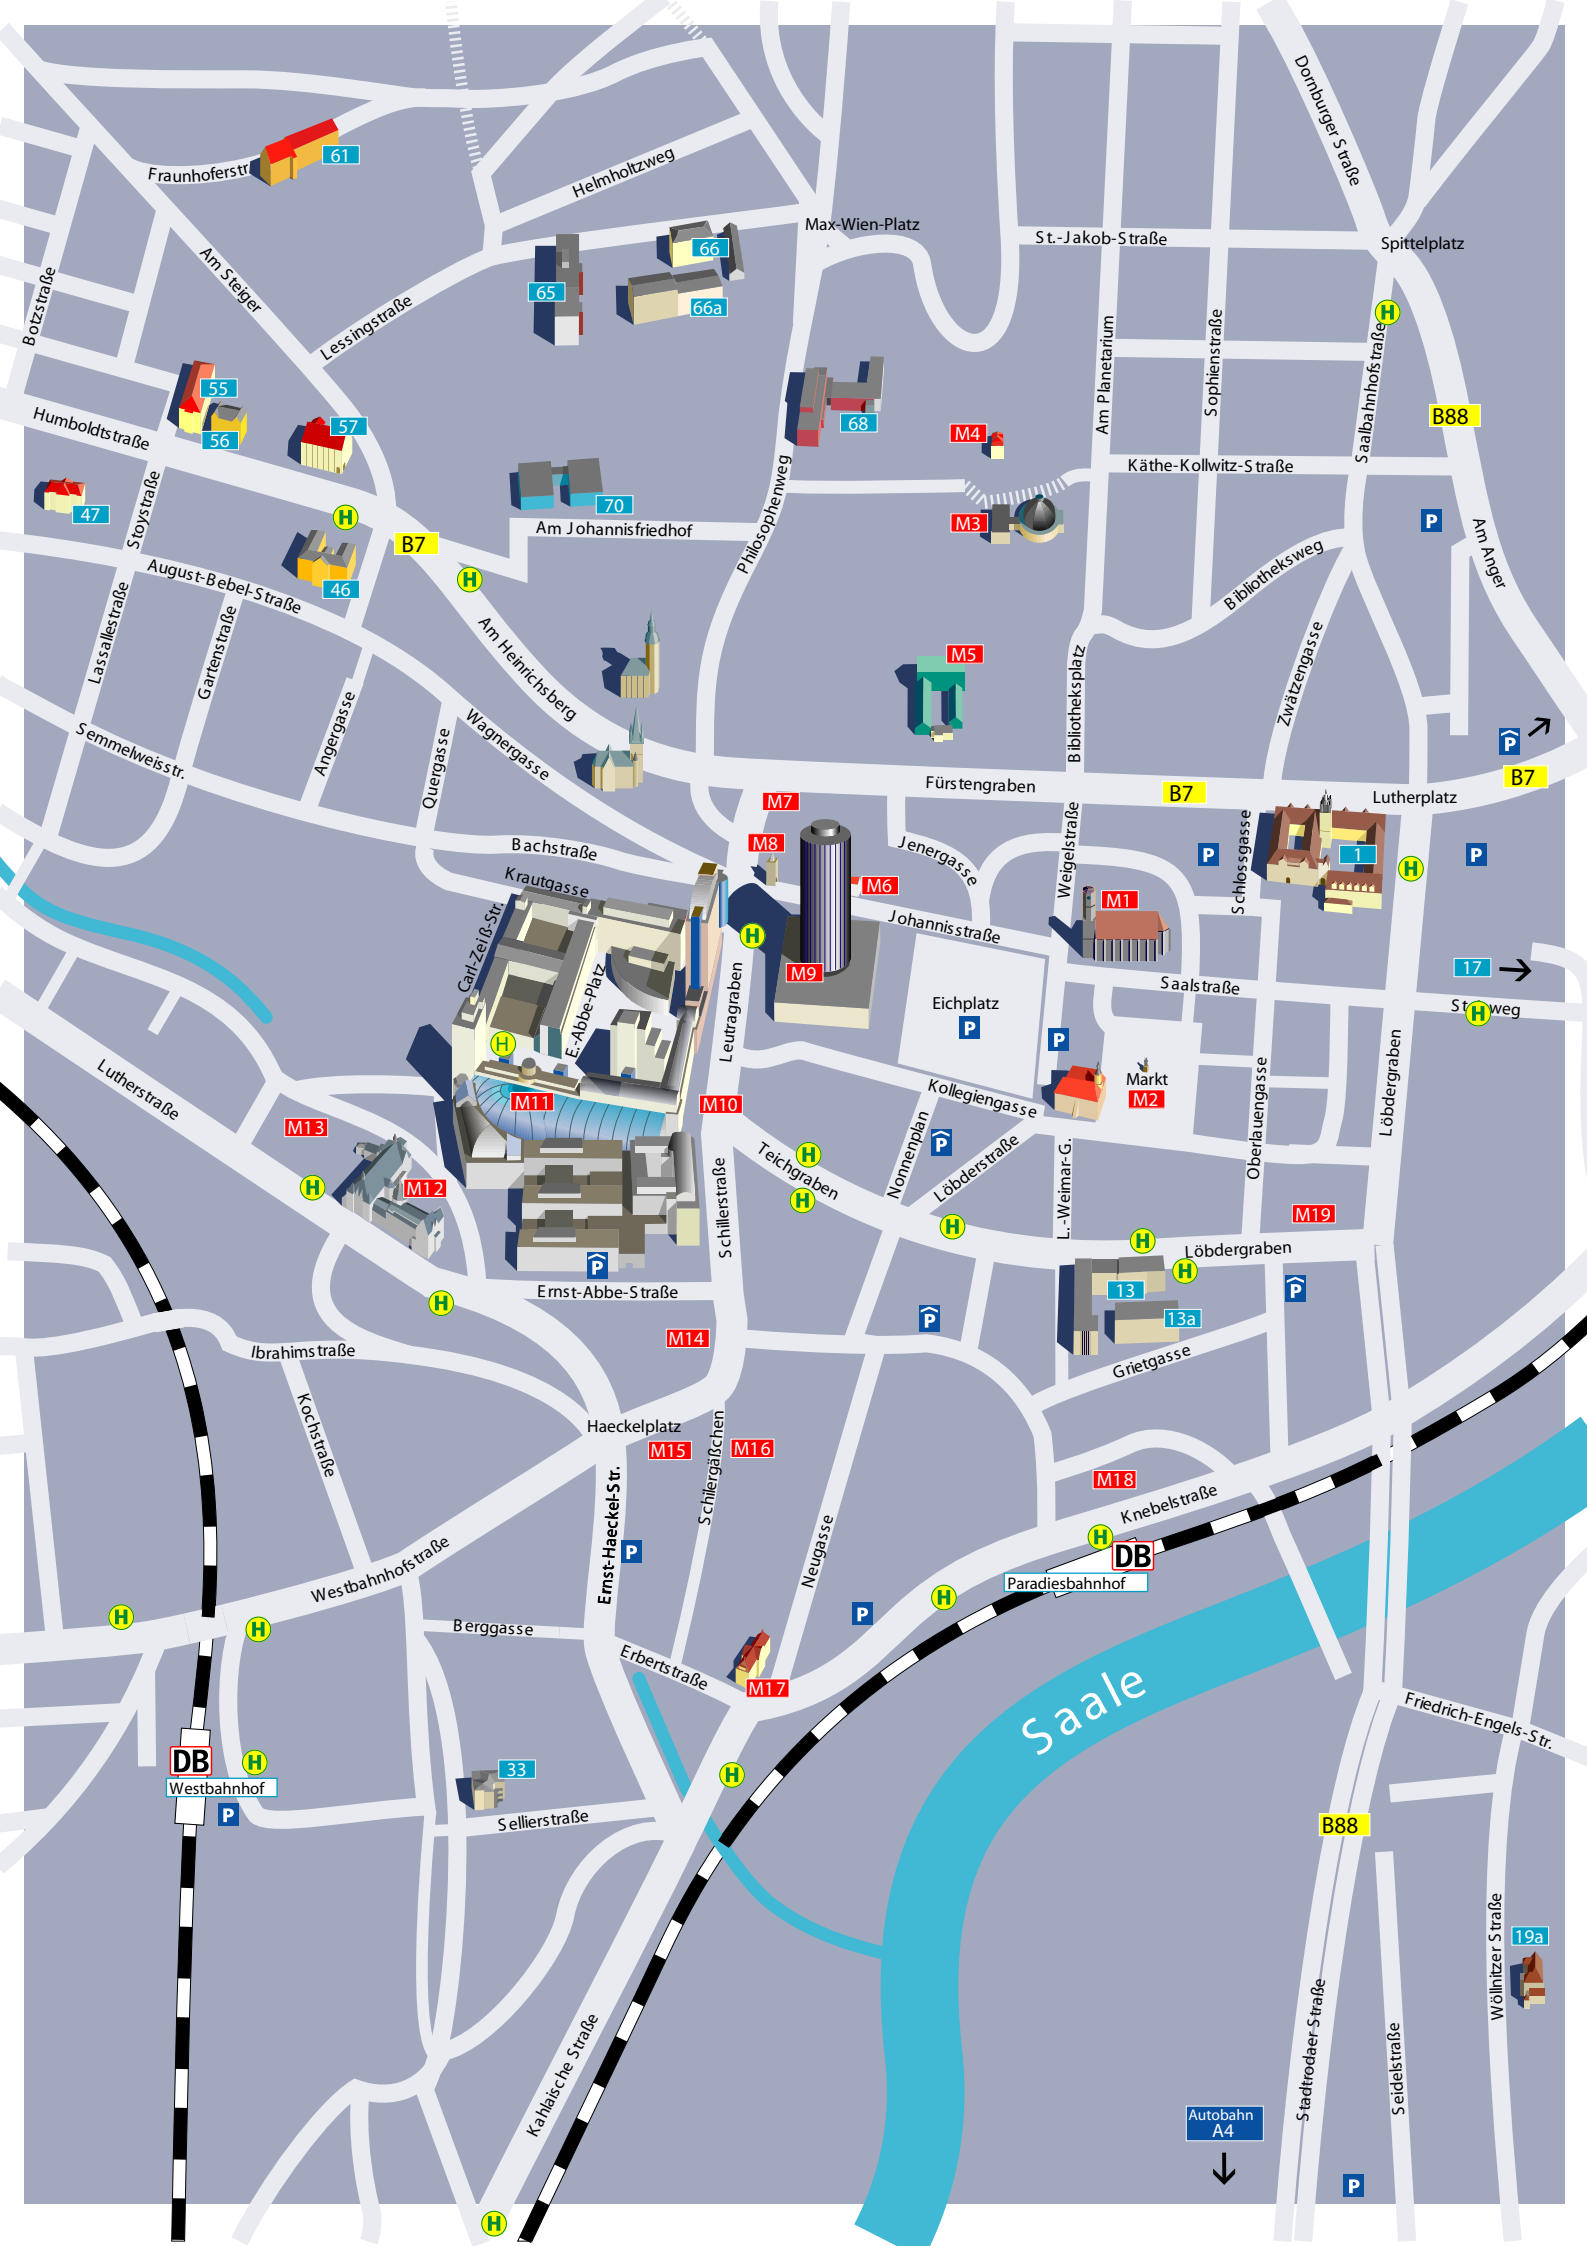 Dornburger Straße
Fraunhoferstr
61
Helmholtzweg
Max-Wien-Platz
St.-Jakob-Straße
Spittelplatz
66
65
66a
Am Steiger
Botzstraße
Lessingstraße
H
Am Planetarium
Sophienstraße
Saalbahnhofstraße
B88
55
56
57
68
M4
Humboldtstraße
Käthe-Kollwitz-Straße
47
Stoystraße
H
70
Philosophenweg
M3
P
Am Johannisfriedhof
B7
Am Anger
August-Bebel-Straße
46
H
Bibliotheksweg
Lassallestraße
Gartenstraße
Am Heinrichsberg
M5
Bibliotheksplatz
Zwätzengasse
Angergasse
Wagnergasse
Semmelweisstr.
Quergasse
P
B7
Fürstengraben
B7
Lutherplatz
M7
M8
Bachstraße
Jenergasse
Weigelstraße
P
Schlossgasse
1
H
P
Krautgasse
M6
M1
Carl-Zeiß-Str.
H
Johannisstraße
M9
17
E.-Abbe-Platz
Leutragraben
Eichplatz
P
Saalstraße
H
H
P
Lutherstraße
Kollegiengasse
Markt
M2
Oberlauengasse
Löbdergraben
M11
M10
M13
P
Teichgraben
H
H
Nonnenplan
Löbderstraße
L.-Weimar-G.
H
M12
Schillerstraße
H
M19
H
Löbdergraben
P
H
Ernst-Abbe-Straße
13
P
H
13a
P
M14
Ibrahimstraße
Grietgasse
Kochstraße
Haeckelplatz
M15
M16
Schilergäßchen
M18
Ernst-Haeckel-Str.
Knebelstraße
Neugasse
P
H
DB
Paradiesbahnhof
Westbahnhofstraße
H
H
H
P
Berggasse
Erbertstraße
M17
Saale
Friedrich-Engels-Str.
DB
H
Westbahnhof
P
33
H
Sellierstraße
B88
Wöllnitzer Straße
19a
Kahlaische Straße
Stadtrodaer Straße
Seidelstraße
Autobahn
A4
P
H